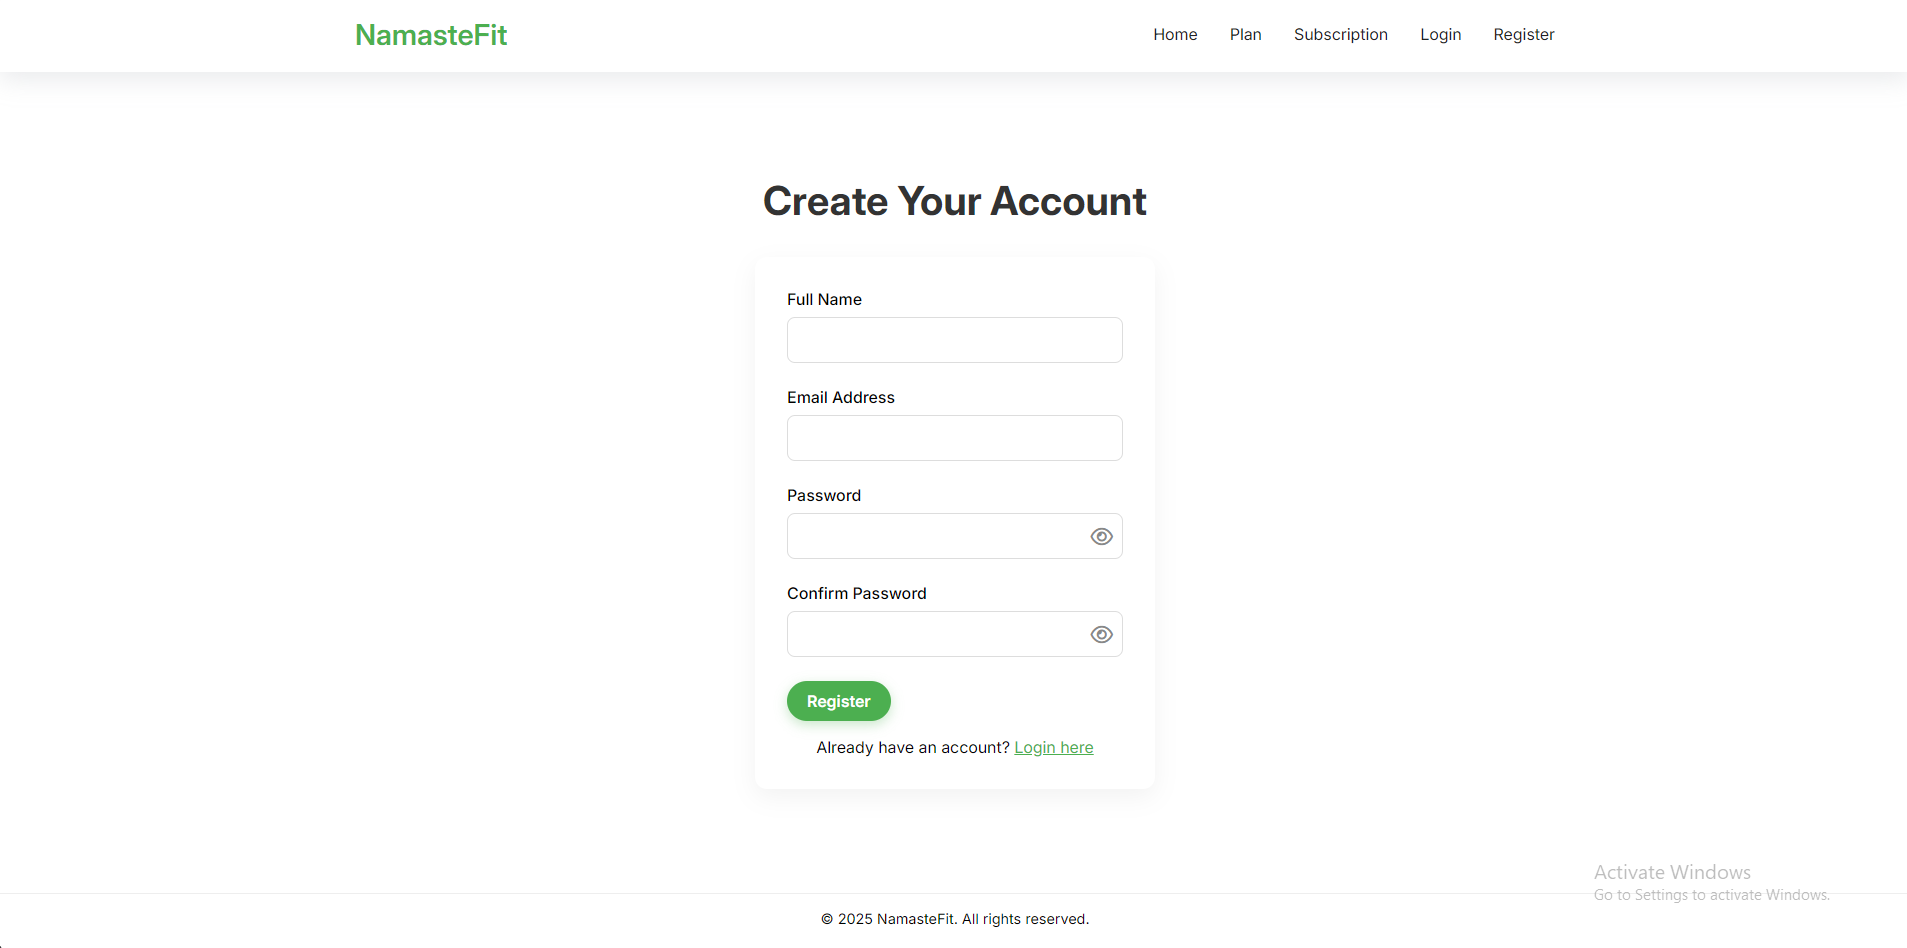 NamasteFit
Home Plan Subscription Login Register
Create Your Account
Full Name
Email Address
Password
Confirm Password
Register
Already have an account? Login here
Activate Windows
Go to Settings to activate Windows.
© 2025 NamasteFit. All rights reserved.